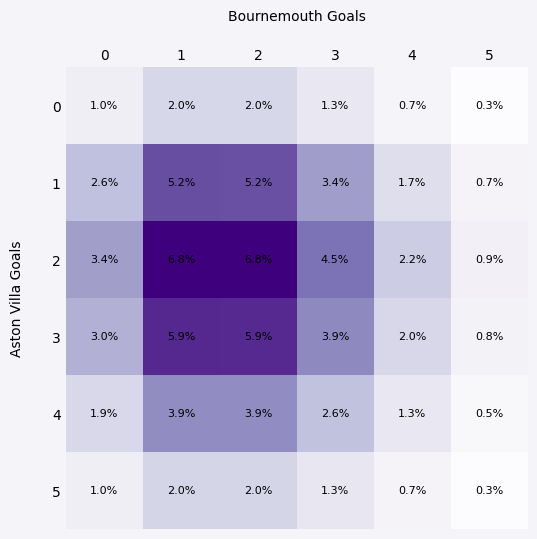 Bournemouth Goals
0 1 2 3 4 5
0 1.0% 2.0% 2.0% 1.3% 0.7% 0.3%
1 2.6% 5.2% 5.2% 3.4% 1.7% 0.7%
2 3.4% 6.8% 6.8% 4.5% 2.2% 0.9%
3 3.0% 5.9% 5.9% 3.9% 2.0% 0.8%
4 1.9% 3.9% 3.9% 2.6% 1.3% 0.5%
5 1.0% 2.0% 2.0% 1.3% 0.7% 0.3%
Aston Villa Goals